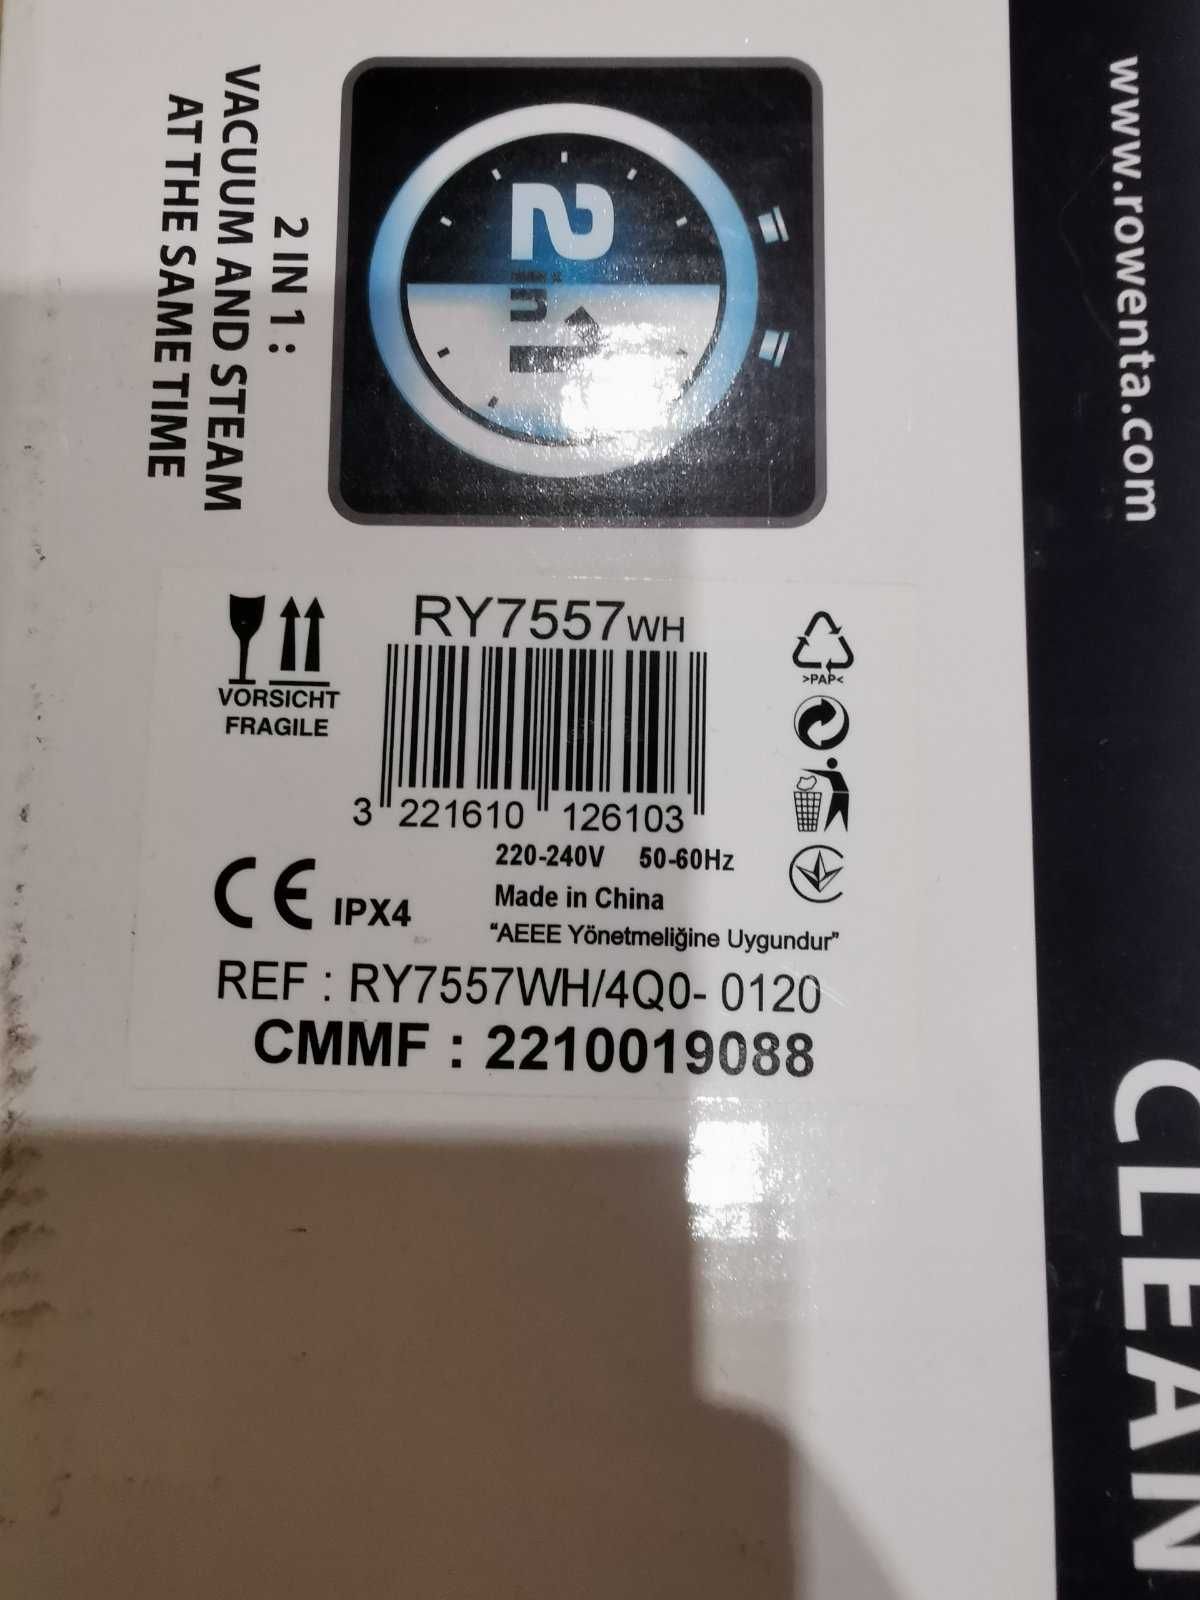 www.rowenta.com
2 in 1
2 IN 1 :
VACUUM AND STEAM
AT THE SAME TIME
RY7557WH
VORSICHT
FRAGILE
>PAP<
3 221610 126103
220-240V 50-60Hz
CE IPX4
Made in China
"AEEE Yönetmeliğine Uygundur"
REF : RY7557WH/4Q0- 0120
CMMF : 2210019088
CLEAN